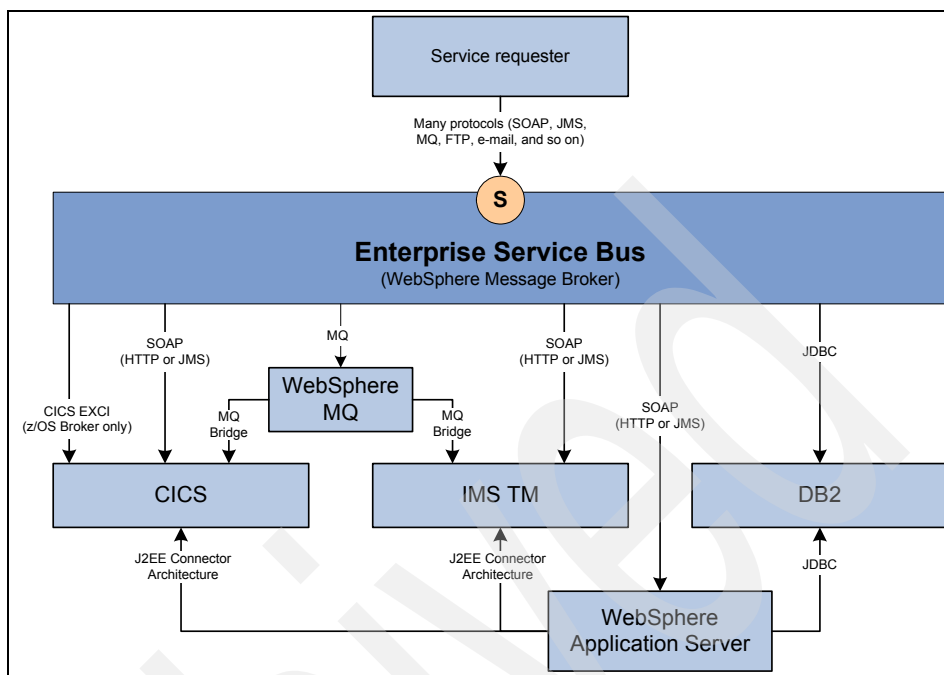 Service requester
Many protocols (SOAP, JMS,
MQ, FTP, e-mail, and so on)
S
Enterprise Service Bus
(WebSphere Message Broker)
CICS EXCI
(z/OS Broker only)
SOAP
(HTTP or JMS)
MQ
WebSphere
MQ
MQ
Bridge
MQ
Bridge
SOAP
(HTTP or JMS)
SOAP
(HTTP or JMS)
JDBC
CICS
IMS TM
DB2
J2EE Connector
Architecture
J2EE Connector
Architecture
JDBC
WebSphere
Application Server